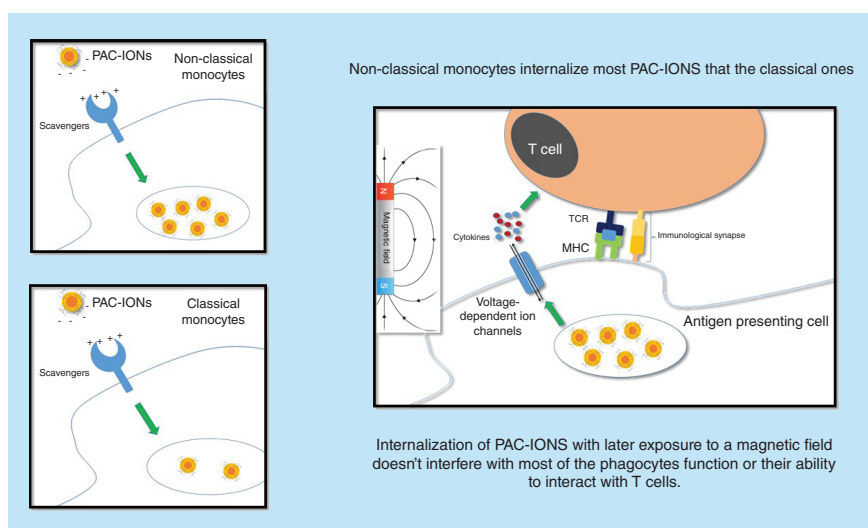 PAC-IONs
Non-classical
monocytes
- - - -
+ + + +
Scavengers
PAC-IONs
Classical
monocytes
- - - -
+ + + +
Scavengers
Non-classical monocytes internalize most PAC-IONS that the classical ones
T cell
N
Magnetic field
S
Cytokines
TCR
MHC
Immunological synapse
Voltage-
dependent ion
channels
Antigen presenting cell
Internalization of PAC-IONS with later exposure to a magnetic field
doesn't interfere with most of the phagocytes function or their ability
to interact with T cells.